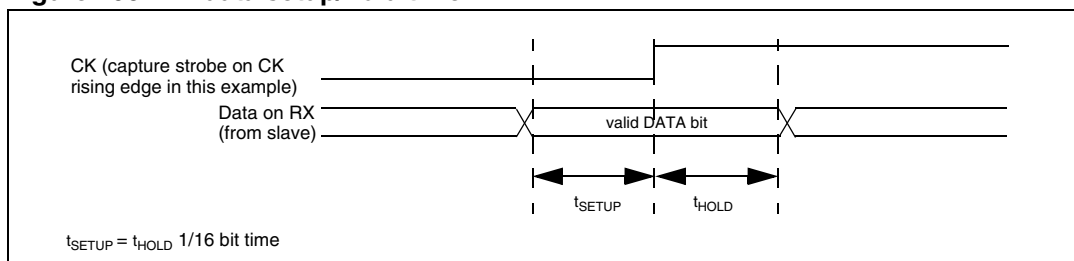 CK (capture strobe on CK
rising edge in this example)
Data on RX
(from slave)
valid DATA bit
tSETUP
tHOLD
tSETUP = tHOLD 1/16 bit time